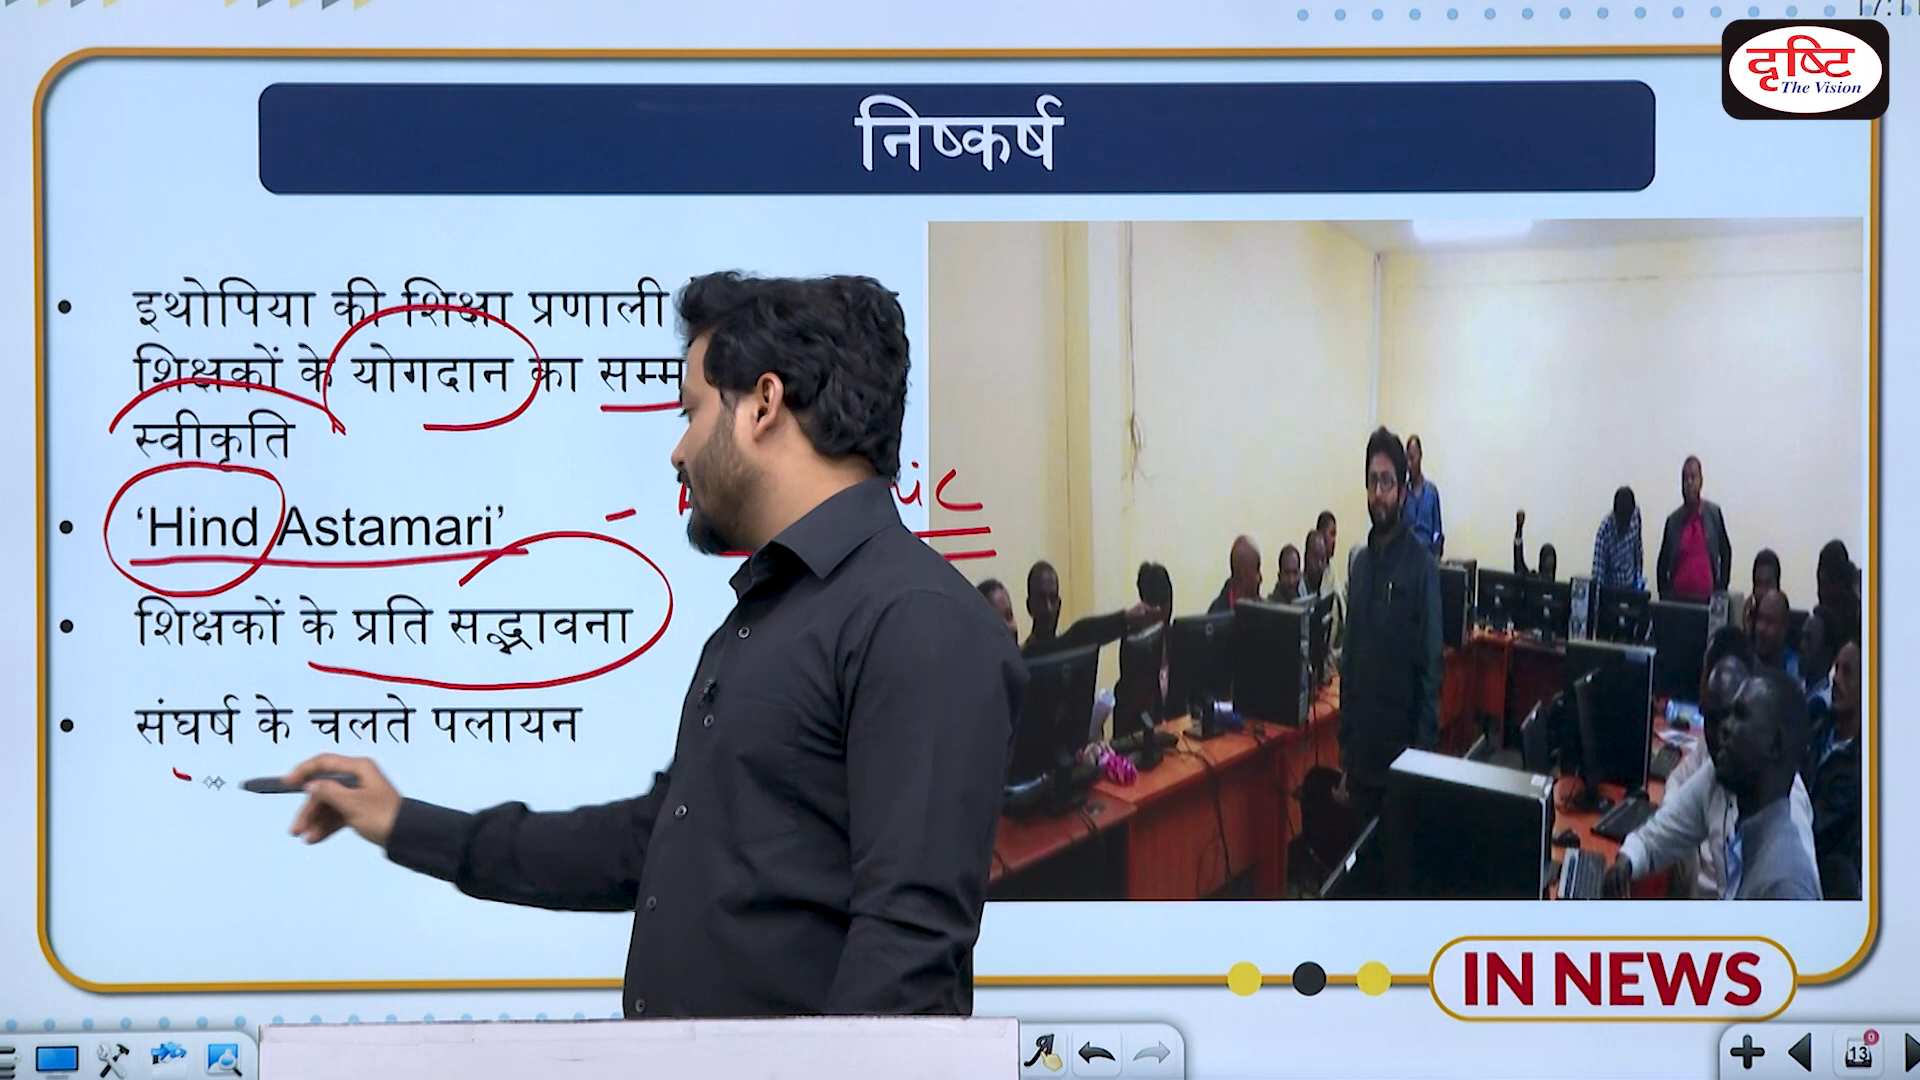 दृष्टि
The Vision
निष्कर्ष
इथोपिया की शिक्षा प्रणाली
शिक्षकों के योगदान का
स्वीकृति
‘Hind Astamari’
शिक्षकों के प्रति सद्भावना
संघर्ष के चलते पलायन
IN NEWS
13